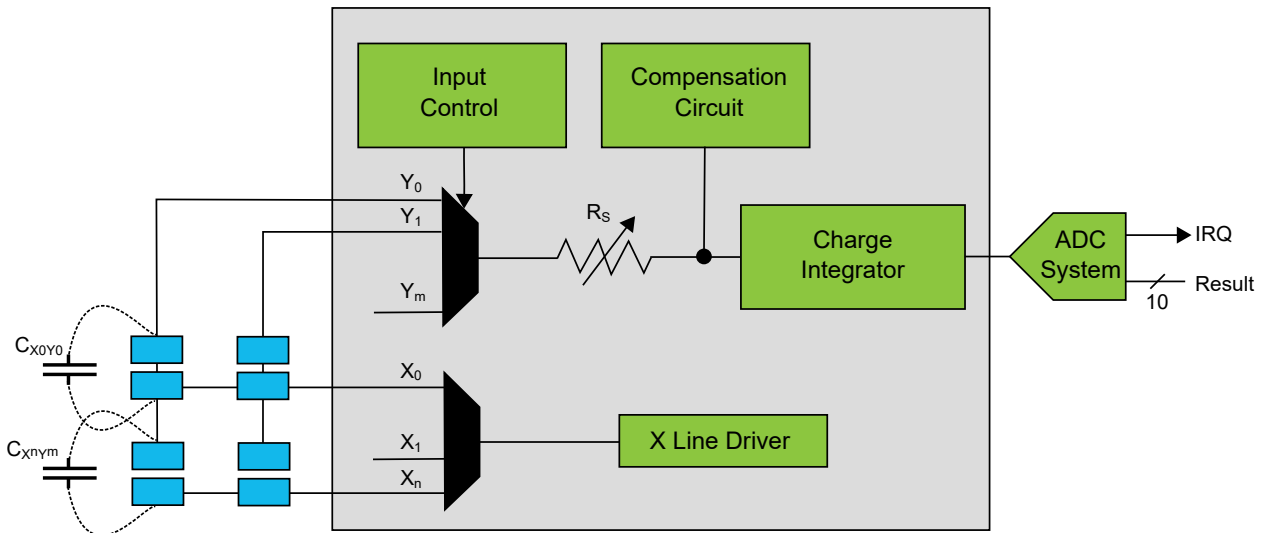 Input
Control
Compensation
Circuit
Y0
Y1
Ym
RS
Charge
Integrator
ADC
System
IRQ
Result
10
CX0Y0
CXnYm
X0
X1
Xn
X Line Driver